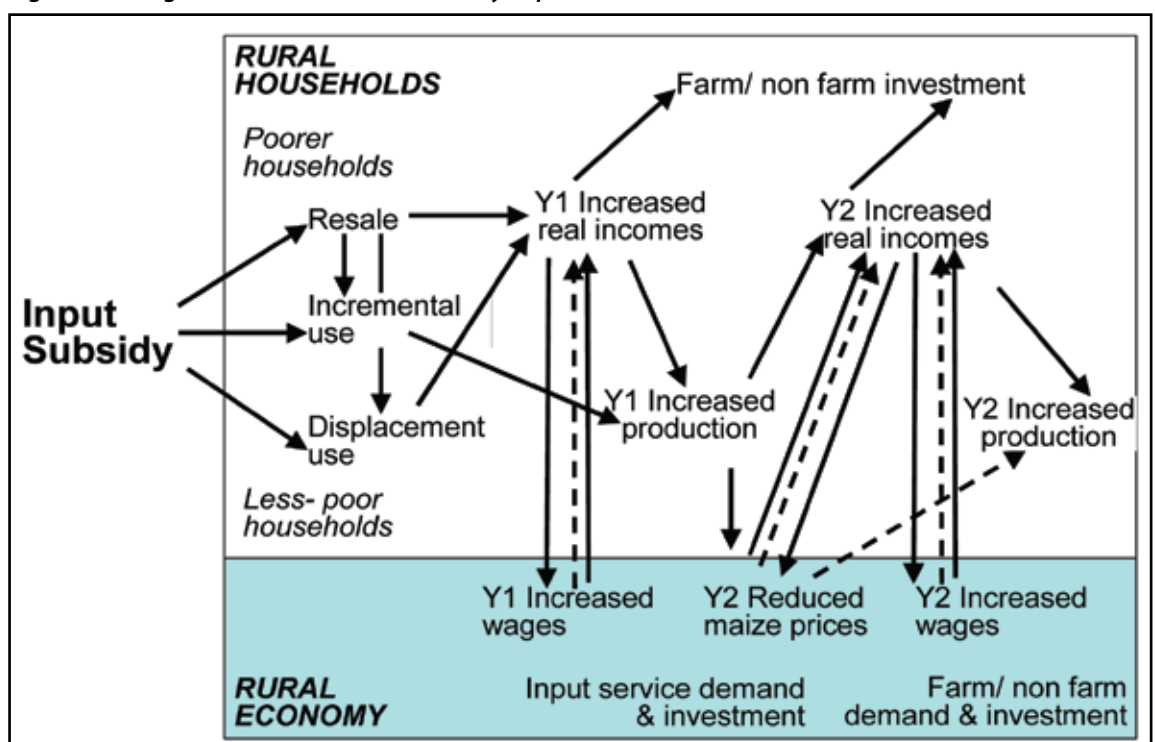 RURAL
HOUSEHOLDS
Farm/ non farm investment
Poorer
households
Resale
Y1 Increased
real incomes
Y2 Increased
real incomes
Input
Subsidy
Incremental
use
Y1 Increased
production
Y2 Increased
production
Displacement
use
Less- poor
households
Y1 Increased
wages
Y2 Reduced
maize prices
Y2 Increased
wages
RURAL
ECONOMY
Input service demand
& investment
Farm/ non farm
demand & investment